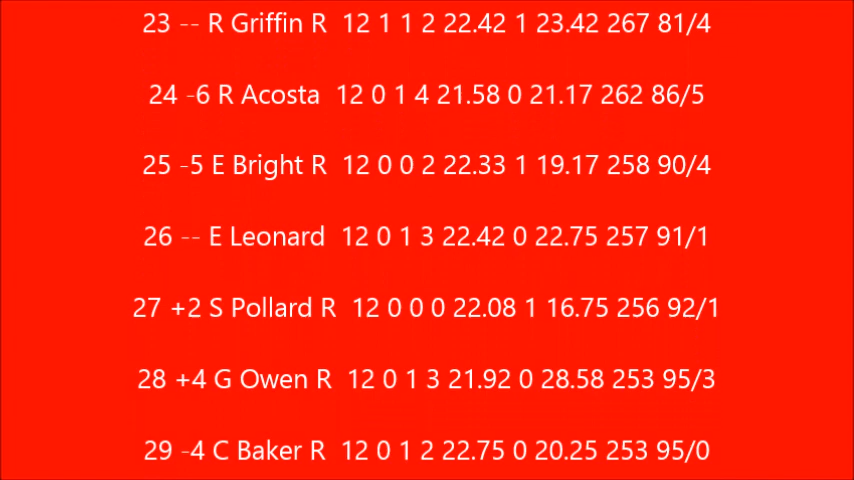 23 -- R Griffin R 12 1 1 2 22.42 1 23.42 267 81/4
24 -6 R Acosta 12 0 1 4 21.58 0 21.17 262 86/5
25 -5 E Bright R 12 0 0 2 22.33 1 19.17 258 90/4
26 -- E Leonard 12 0 1 3 22.42 0 22.75 257 91/1
27 +2 S Pollard R 12 0 0 0 22.08 1 16.75 256 92/1
28 +4 G Owen R 12 0 1 3 21.92 0 28.58 253 95/3
29 -4 C Baker R 12 0 1 2 22.75 0 20.25 253 95/0